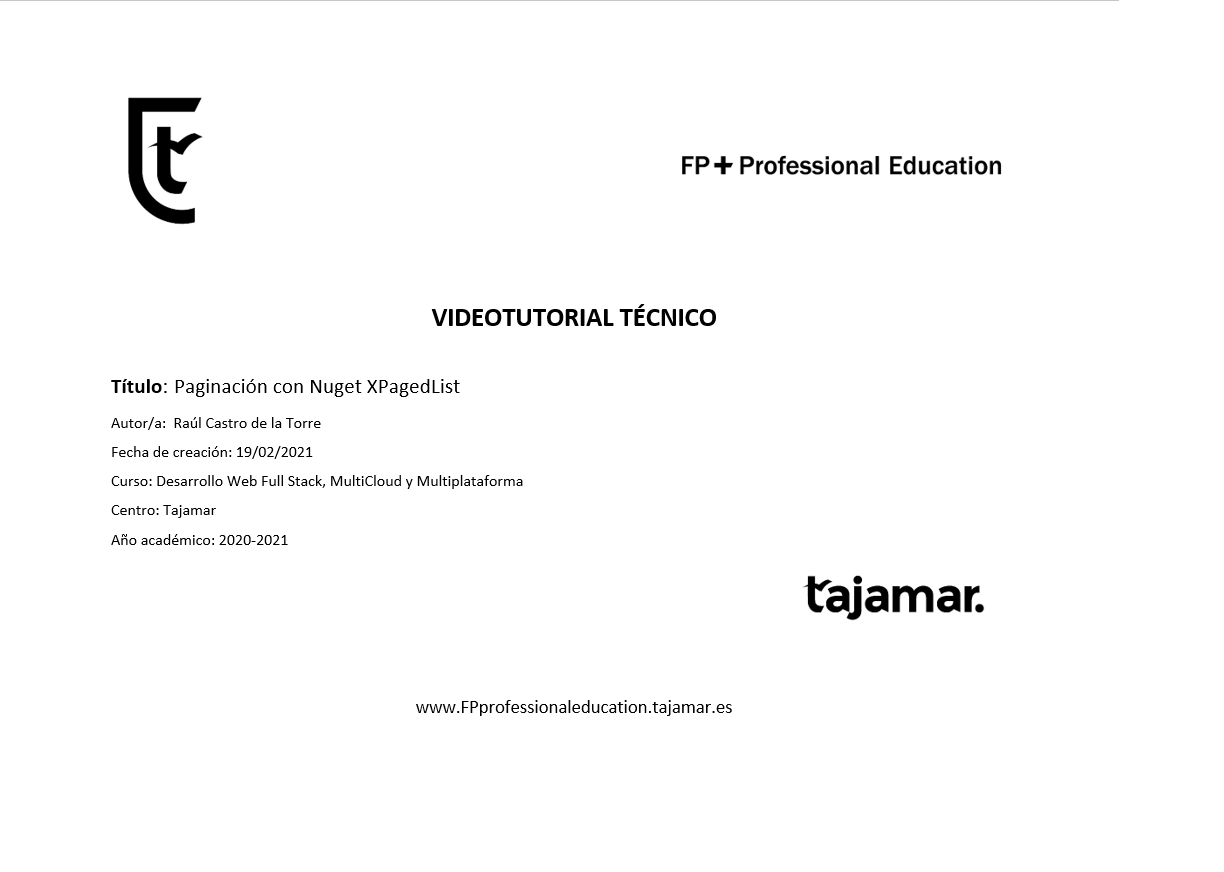 FP+Professional Education
VIDEOTUTORIAL TÉCNICO
Título: Paginación con Nuget XPagedList
Autor/a: Raúl Castro de la Torre
Fecha de creación: 19/02/2021
Curso: Desarrollo Web Full Stack, MultiCloud y Multiplataforma
Centro: Tajamar
Año académico: 2020-2021
tajamar.
www.FPprofessionaleducation.tajamar.es